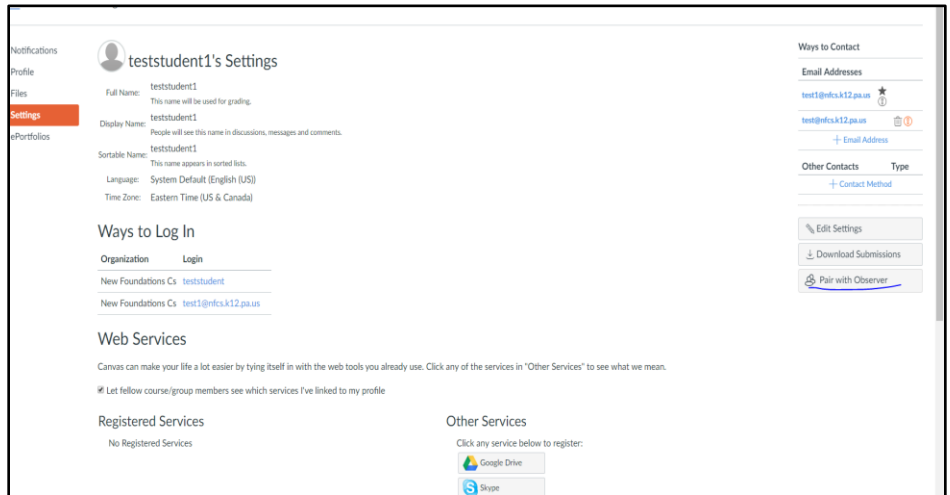 Notifications
Profile
Files
Settings
ePortfolios
teststudent1's Settings
Full Name: teststudent1
This name will be used for grading.
Display Name: teststudent1
People will see this name in discussions, messages and comments.
Sortable Name: teststudent1
This name appears in sorted lists.
Language: System Default (English (US))
Time Zone: Eastern Time (US & Canada)
Ways to Log In
Organization Login
New Foundations Cs teststudent
New Foundations Cs test1@nfcs.k12.pa.us
Web Services
Canvas can make your life a lot easier by tying itself in with the web tools you already use. Click any of the services in "Other Services" to see what we mean.
Let fellow course/group members see which services I've linked to my profile
Registered Services
No Registered Services
Other Services
Click any service below to register:
Google Drive
Skype
Ways to Contact
Email Addresses
test1@nfcs.k12.pa.us
test@nfcs.k12.pa.us
+ Email Address
Other Contacts Type
+ Contact Method
Edit Settings
Download Submissions
Pair with Observer